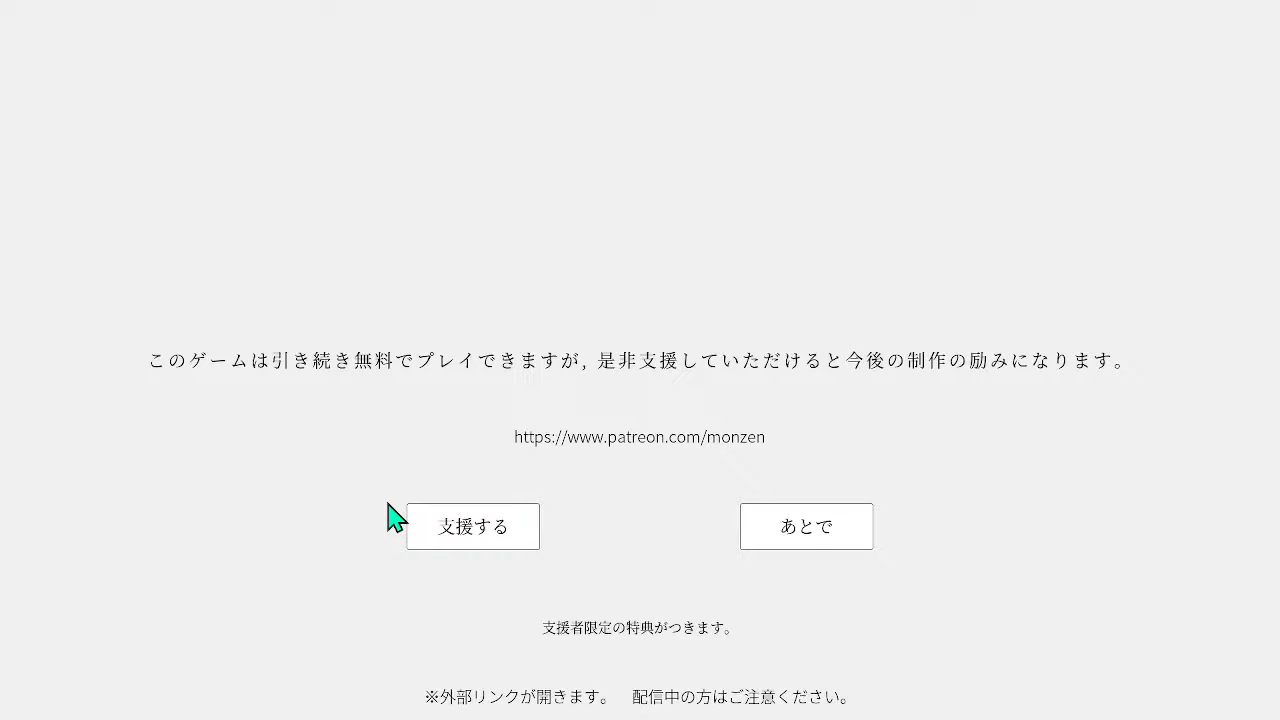 このゲームは引き続き無料でプレイできますが, 是非支援していただけると今後の制作の励みになります。
https://www.patreon.com/monzen
支援する
あとで
支援者限定の特典がつきます。
※外部リンクが開きます。　配信中の方はご注意ください。